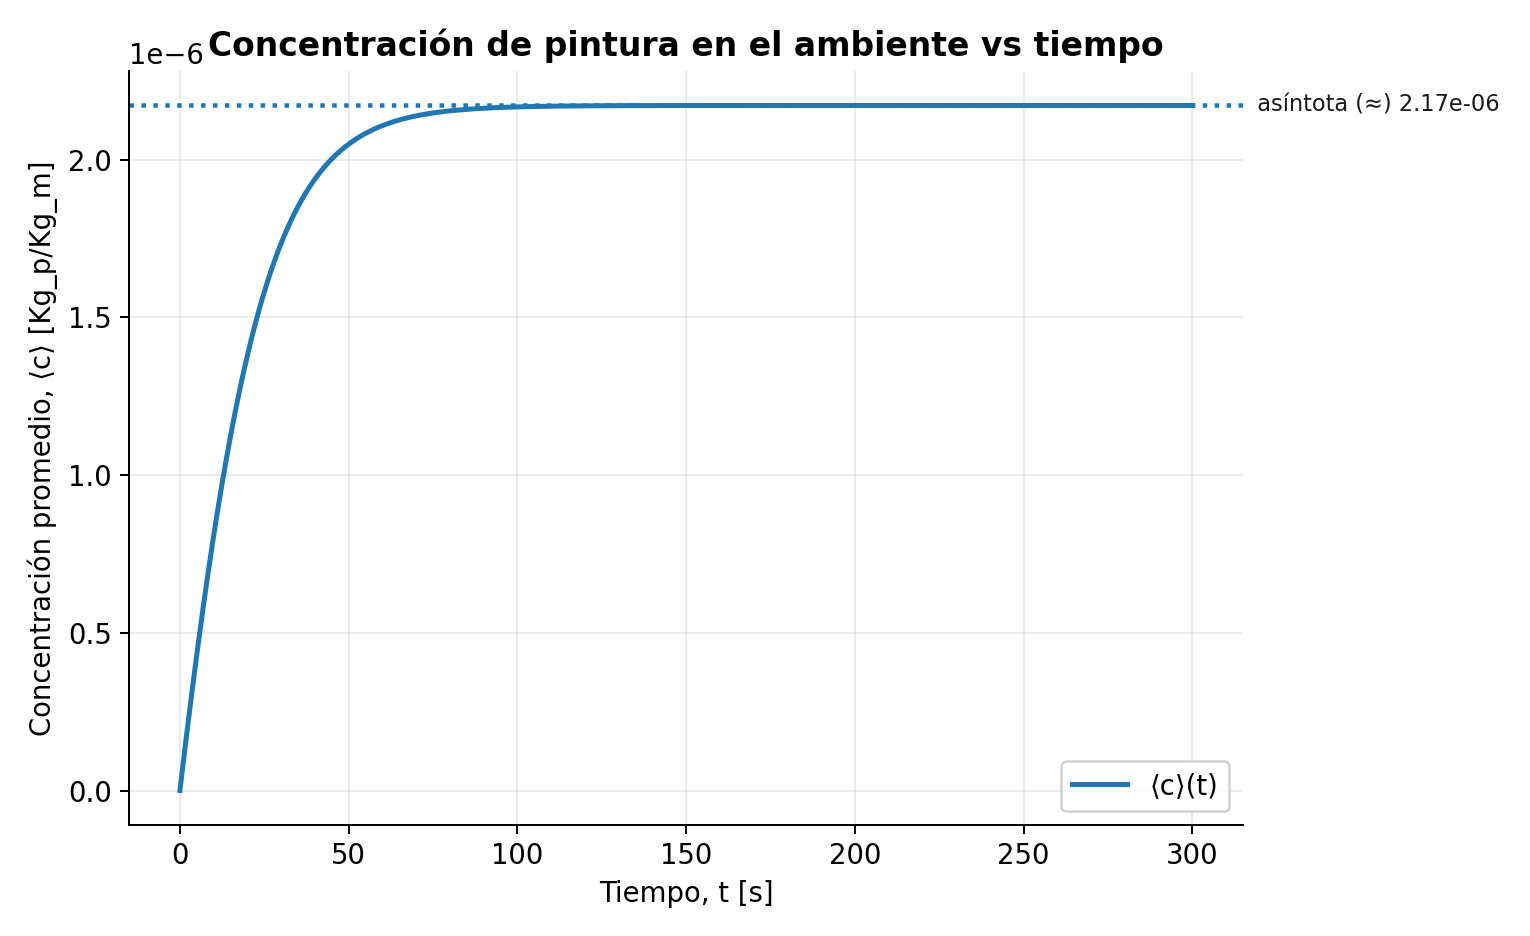 Concentración de pintura en el ambiente vs tiempo
1e−6
asíntota (≈) 2.17e-06
2.0
1.5
1.0
0.5
0.0
Concentración promedio, ⟨c⟩ [Kg_p/Kg_m]
⟨c⟩(t)
0 50 100 150 200 250 300
Tiempo, t [s]